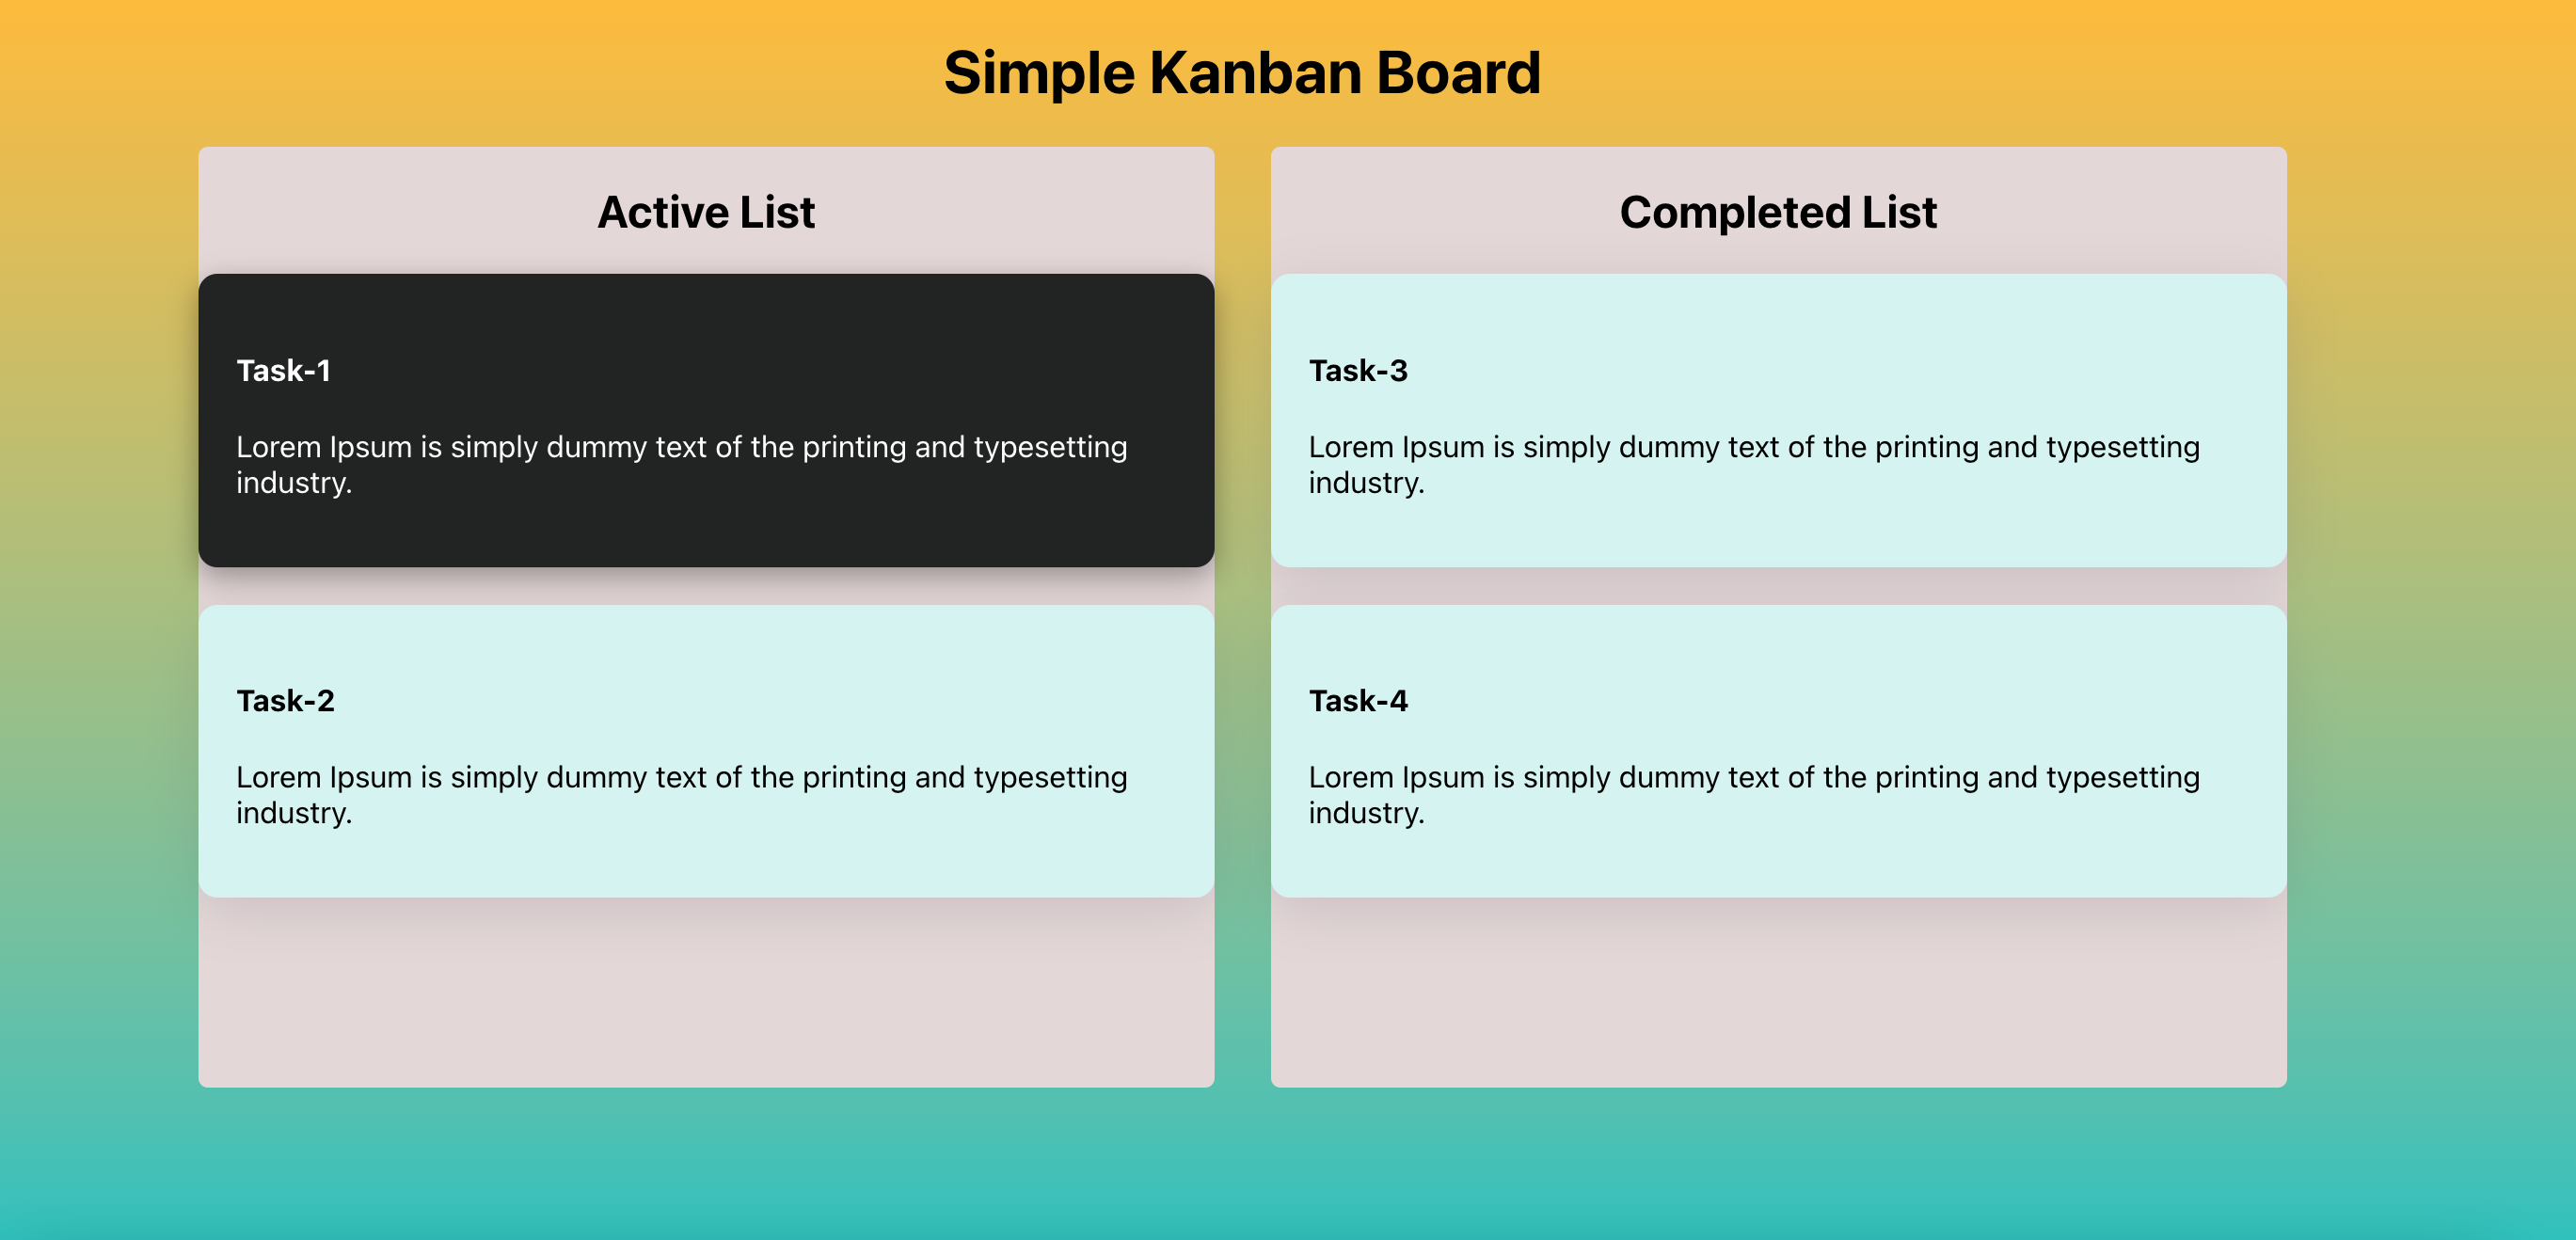 Simple Kanban Board
Active List
Task-1
Lorem Ipsum is simply dummy text of the printing and typesetting
industry.
Task-2
Lorem Ipsum is simply dummy text of the printing and typesetting
industry.
Completed List
Task-3
Lorem Ipsum is simply dummy text of the printing and typesetting
industry.
Task-4
Lorem Ipsum is simply dummy text of the printing and typesetting
industry.